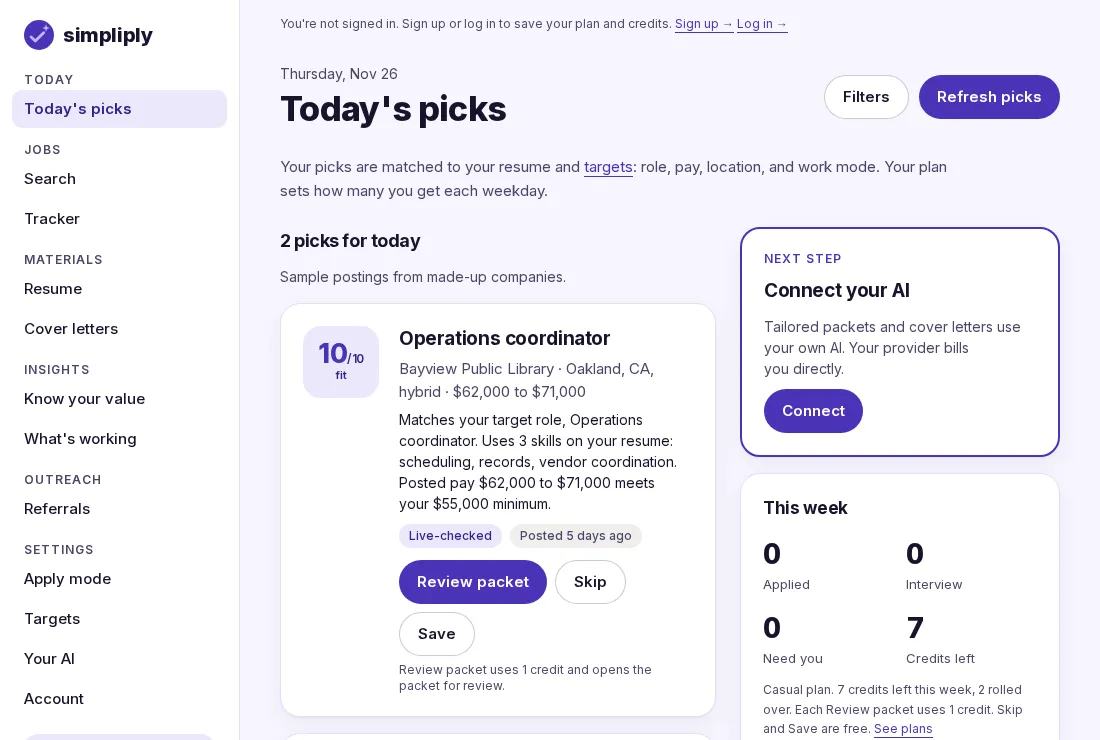 simpliply
TODAY
Today's picks
JOBS
Search
Tracker
MATERIALS
Resume
Cover letters
INSIGHTS
Know your value
What's working
OUTREACH
Referrals
SETTINGS
Apply mode
Targets
Your AI
Account
You're not signed in. Sign up or log in to save your plan and credits. Sign up → Log in →
Thursday, Nov 26
Today's picks
Filters
Refresh picks
Your picks are matched to your resume and targets: role, pay, location, and work mode. Your plan
sets how many you get each weekday.
2 picks for today
Sample postings from made-up companies.
10/10
fit
Operations coordinator
Bayview Public Library · Oakland, CA,
hybrid · $62,000 to $71,000
Matches your target role, Operations
coordinator. Uses 3 skills on your resume:
scheduling, records, vendor coordination.
Posted pay $62,000 to $71,000 meets
your $55,000 minimum.
Live-checked
Posted 5 days ago
Review packet
Skip
Save
Review packet uses 1 credit and opens the
packet for review.
NEXT STEP
Connect your AI
Tailored packets and cover letters use
your own AI. Your provider bills
you directly.
Connect
This week
0
Applied
0
Interview
0
Need you
7
Credits left
Casual plan. 7 credits left this week, 2 rolled
over. Each Review packet uses 1 credit. Skip
and Save are free. See plans